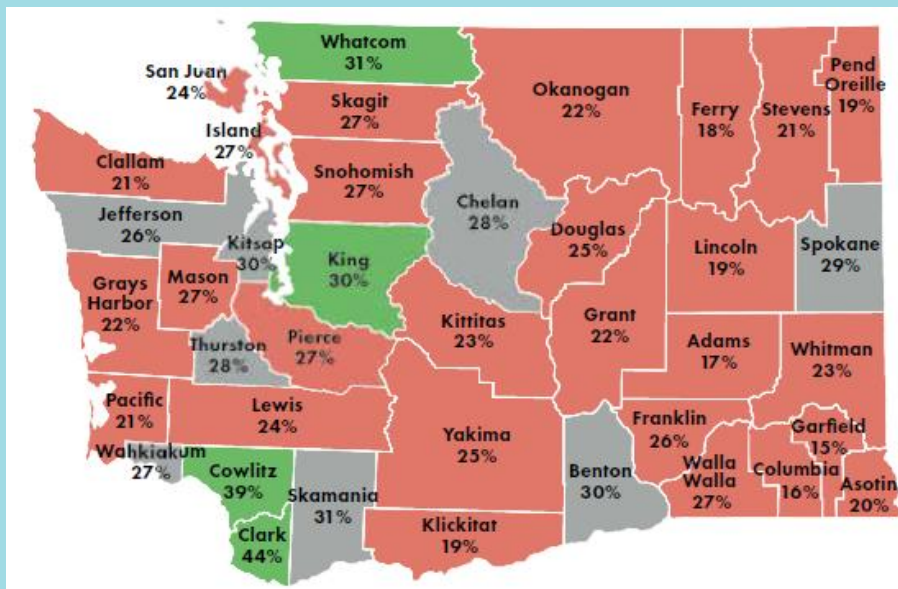 Whatcom
31%
San Juan
24%
Skagit
27%
Island
27%
Okanogan
22%
Ferry
18%
Stevens
21%
Pend
Oreille
19%
Clallam
21%
Snohomish
27%
Chelan
28%
Jefferson
26%
Kitsap
30%
King
30%
Douglas
25%
Lincoln
19%
Spokane
29%
Grays
Harbor
22%
Mason
27%
Thurston
28%
Pierce
27%
Kittitas
23%
Grant
22%
Adams
17%
Whitman
23%
Pacific
21%
Lewis
24%
Yakima
25%
Franklin
26%
Garfield
15%
Wahkiakum
27%
Cowlitz
39%
Skamania
31%
Benton
30%
Walla
Walla
27%
Columbia
16%
Asotin
20%
Clark
44%
Klickitat
19%